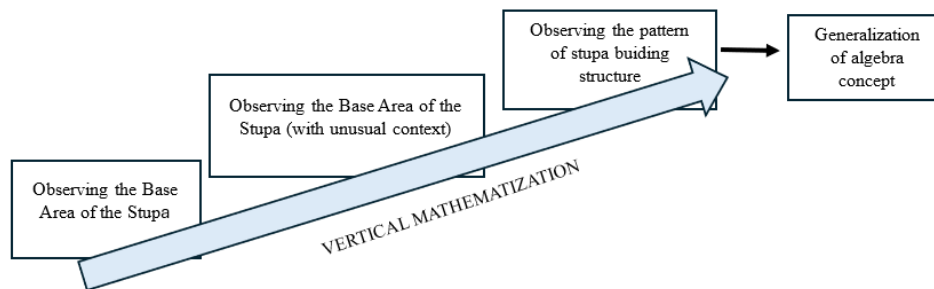 Observing the Base
Area of the Stupa
Observing the Base Area of the
Stupa (with unusual context)
Observing the pattern
of stupa buiding
structure
Generalization
of algebra
concept
VERTICAL MATHEMATIZATION